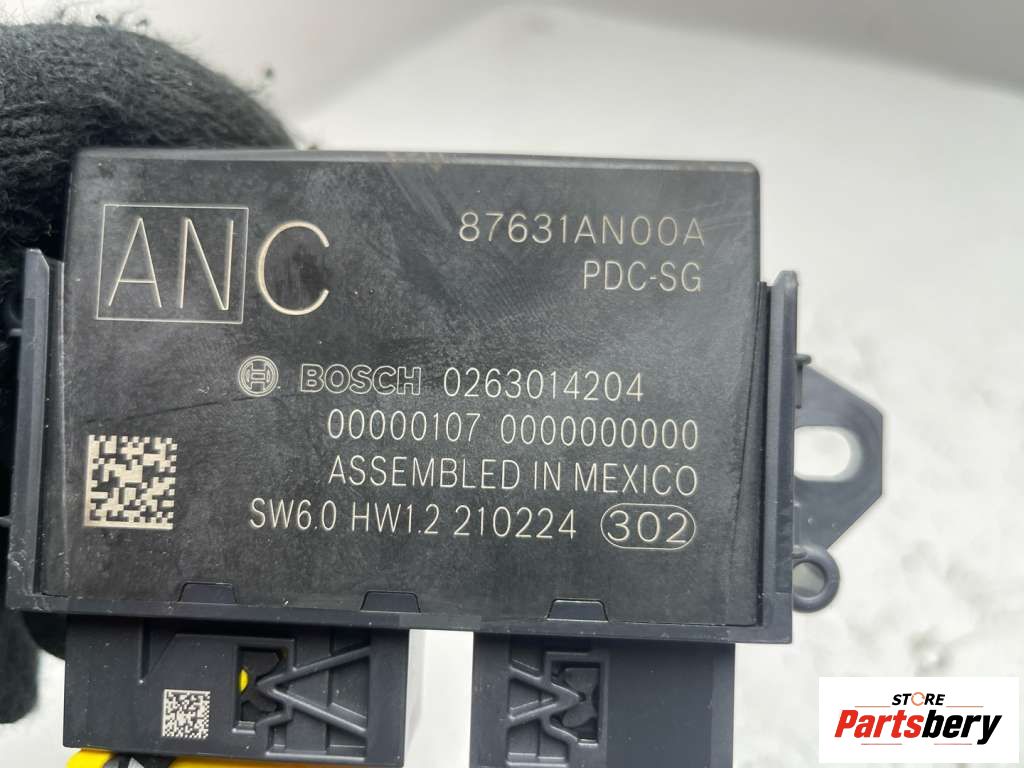 ANC
87631AN00A
PDC-SG
BOSCH 0263014204
00000107 0000000000
ASSEMBLED IN MEXICO
SW6.0 HW1.2 210224 302
STORE
Partsbery